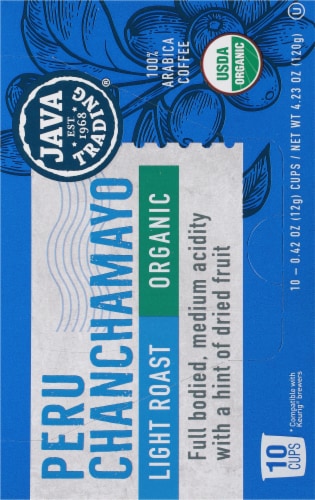 JAVA
EST.
1968
TRADING®
100%
ARABICA
COFFEE
USDA
ORGANIC
U
PERU
CHANCHAMAYO
LIGHT ROAST
ORGANIC
Full bodied, medium acidity
with a hint of dried fruit
10 – 0.42 OZ (12g) CUPS / NET WT 4.23 OZ (120g)
10
CUPS
* Compatible with
Keurig® brewers